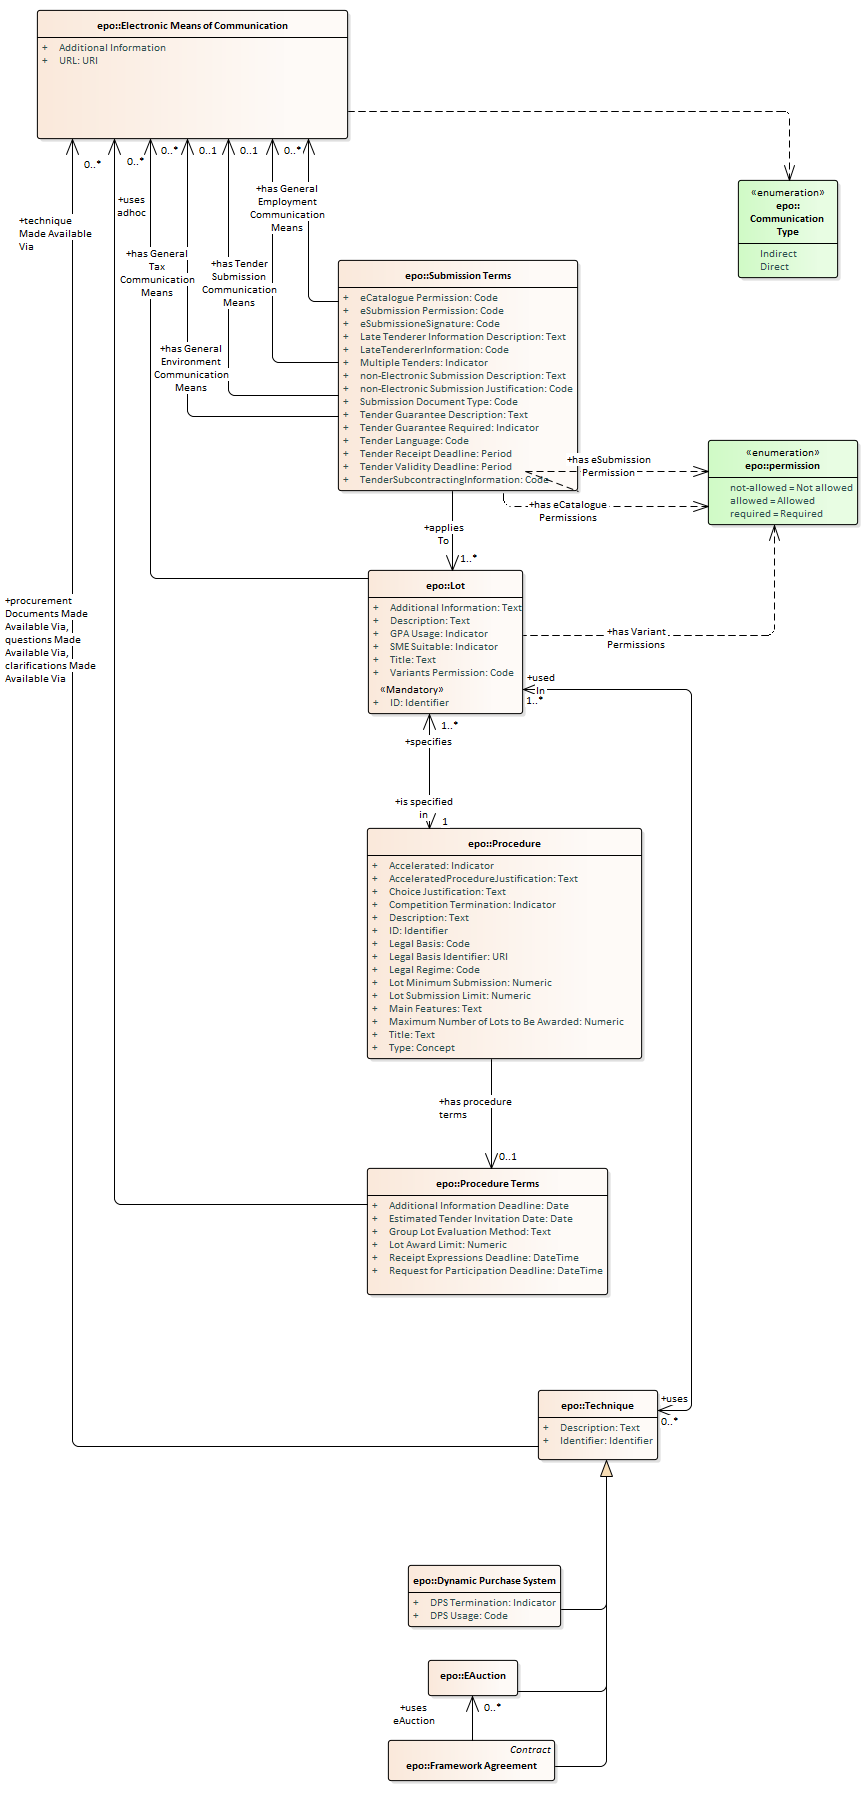 epo::Electronic Means of Communication
+ Additional Information
+ URL: URI
0..*
0..*
0..*
0..1
0..1
0..*
+technique
Made Available
Via
+uses
adhoc
+has General
Tax
Communication
Means
+has General
Environment
Communication
Means
+has Tender
Submission
Communication
Means
+has General
Employment
Communication
Means
«enumeration»
epo::
Communication
Type
Indirect
Direct
epo::Submission Terms
+ eCatalogue Permission: Code
+ eSubmission Permission: Code
+ eSubmissioneSignature: Code
+ Late Tenderer Information Description: Text
+ LateTendererInformation: Code
+ Multiple Tenders: Indicator
+ non-Electronic Submission Description: Text
+ non-Electronic Submission Justification: Code
+ Submission Document Type: Code
+ Tender Guarantee Description: Text
+ Tender Guarantee Required: Indicator
+ Tender Language: Code
+ Tender Receipt Deadline: Period
+ Tender Validity Deadline: Period
+ TenderSubcontractingInformation: Code
+has eSubmission
Permission
+has eCatalogue
Permissions
«enumeration»
epo::permission
not-allowed = Not allowed
allowed = Allowed
required = Required
+applies
To
1..*
epo::Lot
+ Additional Information: Text
+ Description: Text
+ GPA Usage: Indicator
+ SME Suitable: Indicator
+ Title: Text
+ Variants Permission: Code
«Mandatory»
+ ID: Identifier
+has Variant
Permissions
+procurement
Documents Made
Available Via,
questions Made
Available Via,
clarifications Made
Available Via
+used
In
1..*
1..*
+specifies
+is specified
in
1
epo::Procedure
+ Accelerated: Indicator
+ AcceleratedProcedureJustification: Text
+ Choice Justification: Text
+ Competition Termination: Indicator
+ Description: Text
+ ID: Identifier
+ Legal Basis: Code
+ Legal Basis Identifier: URI
+ Legal Regime: Code
+ Lot Minimum Submission: Numeric
+ Lot Submission Limit: Numeric
+ Main Features: Text
+ Maximum Number of Lots to Be Awarded: Numeric
+ Title: Text
+ Type: Concept
+has procedure
terms
0..1
epo::Procedure Terms
+ Additional Information Deadline: Date
+ Estimated Tender Invitation Date: Date
+ Group Lot Evaluation Method: Text
+ Lot Award Limit: Numeric
+ Receipt Expressions Deadline: DateTime
+ Request for Participation Deadline: DateTime
+uses
0..*
epo::Technique
+ Description: Text
+ Identifier: Identifier
epo::Dynamic Purchase System
+ DPS Termination: Indicator
+ DPS Usage: Code
epo::EAuction
+uses
eAuction
0..*
Contract
epo::Framework Agreement